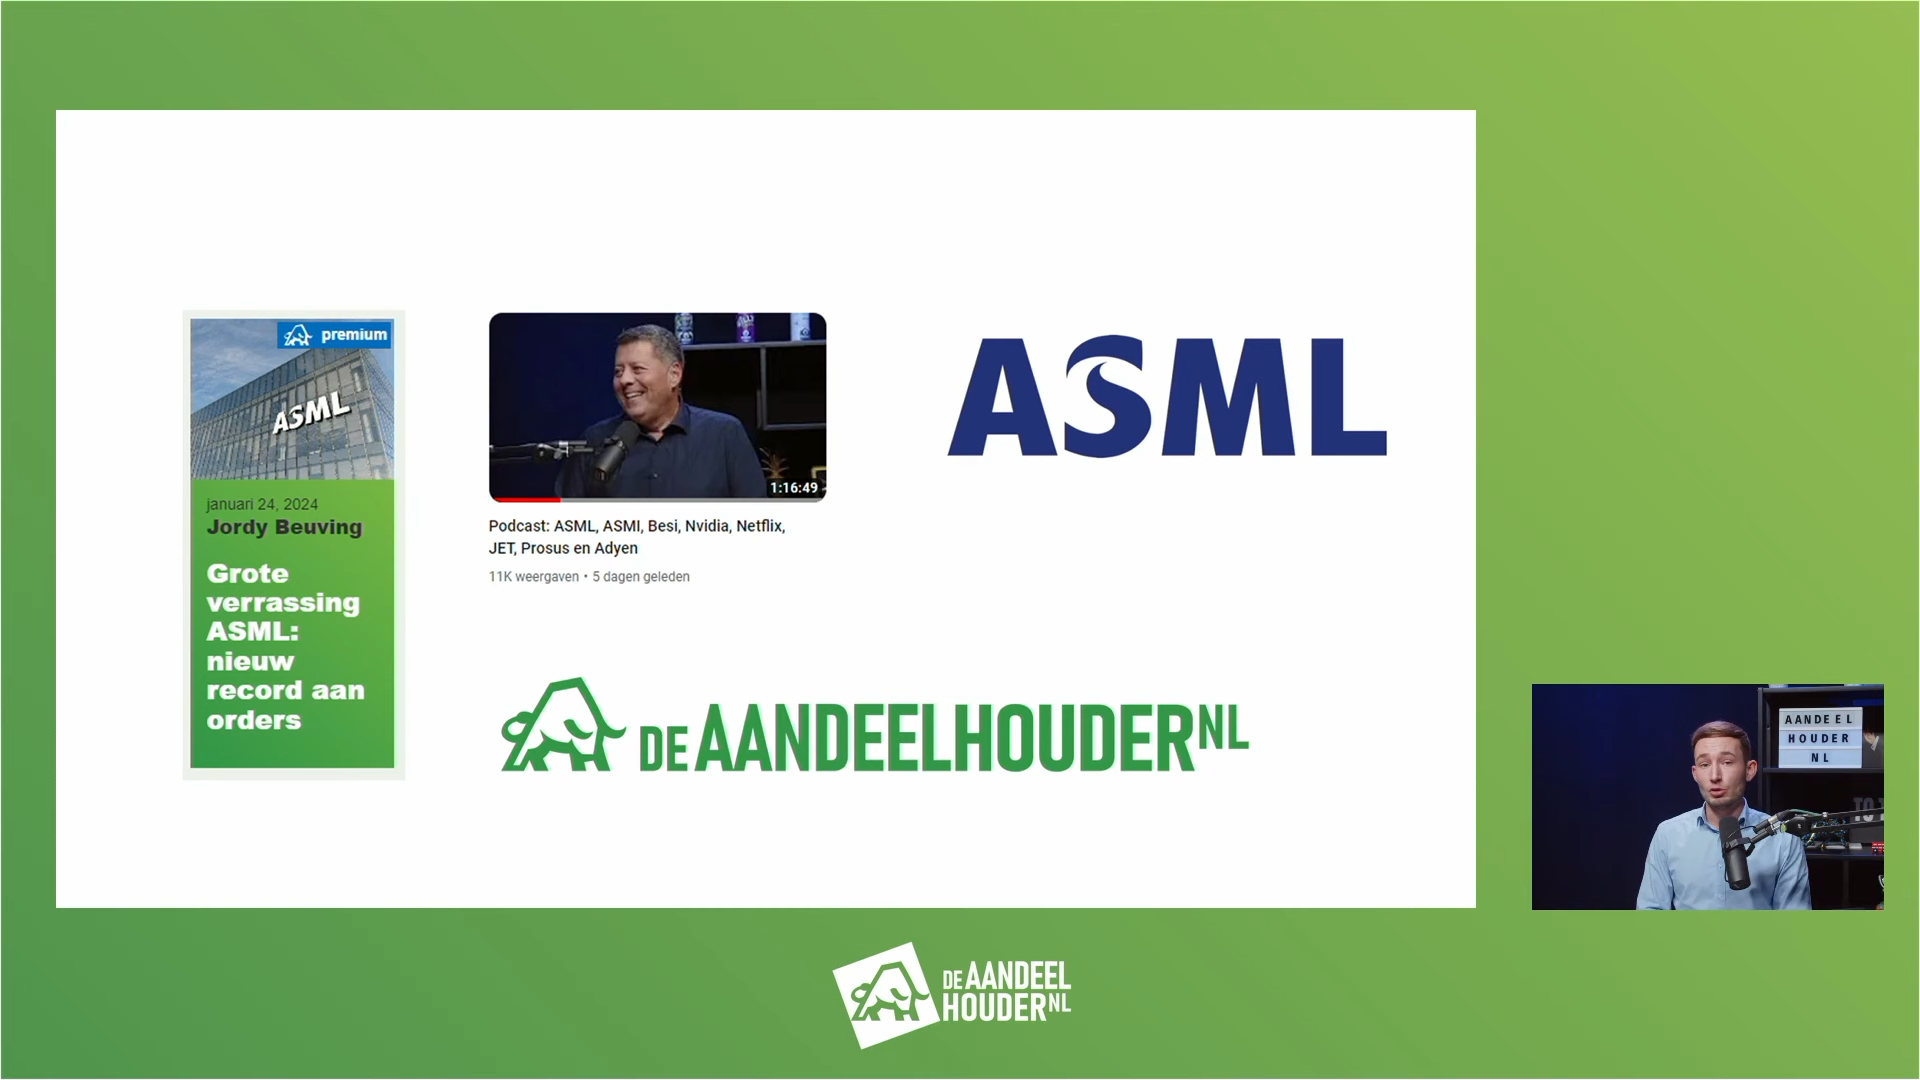 premium
ASML
januari 24, 2024
Jordy Beuving
Grote
verrassing
ASML:
nieuw
record aan
orders
1:16:49
Podcast: ASML, ASMI, Besi, Nvidia, Netflix,
JET, Prosus en Adyen
11K weergaven • 5 dagen geleden
ASML
DE AANDEELHOUDER NL
AANDEEL
HOUDER
NL
DE AANDEEL
HOUDER NL